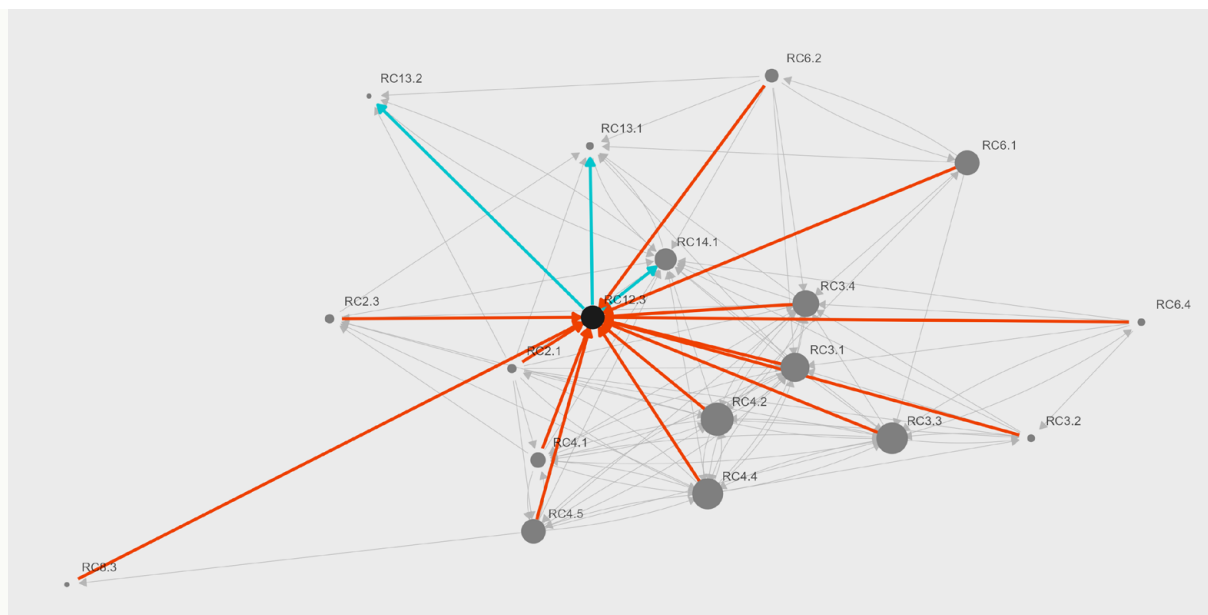 RC6.2
RC13.2
RC13.1
RC6.1
RC14.1
RC3.4
RC12.3
RC2.3
RC6.4
RC2.1
RC3.1
RC4.2
RC3.3
RC3.2
RC4.1
RC4.4
RC4.5
RC8.3